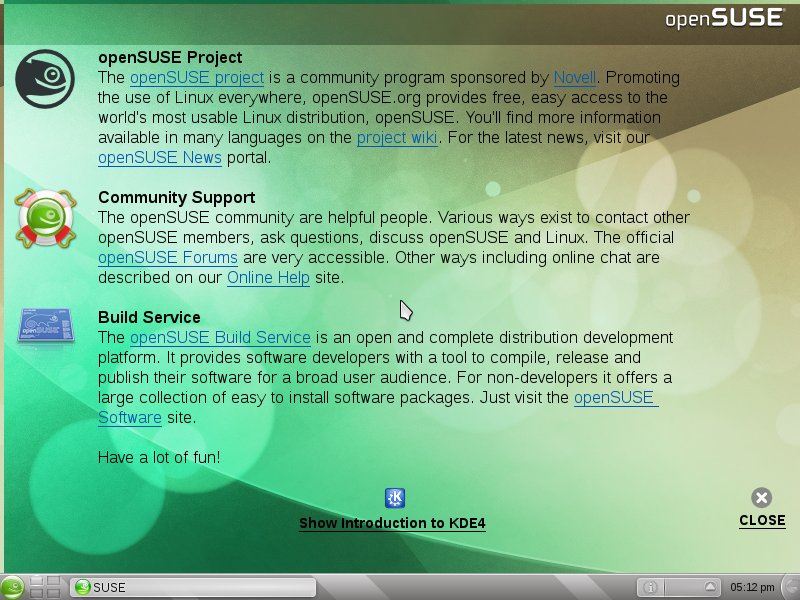 openSUSE
openSUSE Project
The openSUSE project is a community program sponsored by Novell. Promoting
the use of Linux everywhere, openSUSE.org provides free, easy access to the
world's most usable Linux distribution, openSUSE. You'll find more information
available in many languages on the project wiki. For the latest news, visit our
openSUSE News portal.
Community Support
The openSUSE community are helpful people. Various ways exist to contact other
openSUSE members, ask questions, discuss openSUSE and Linux. The official
openSUSE Forums are very accessible. Other ways including online chat are
described on our Online Help site.
Build Service
The openSUSE Build Service is an open and complete distribution development
platform. It provides software developers with a tool to compile, release and
publish their software for a broad user audience. For non-developers it offers a
large collection of easy to install software packages. Just visit the openSUSE
Software site.
Have a lot of fun!
Show Introduction to KDE4
CLOSE
SUSE
05:12 pm